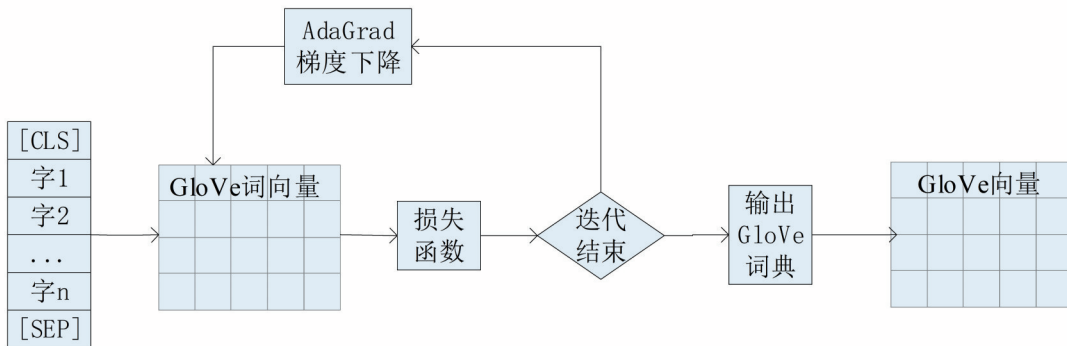 AdaGrad
梯度下降
[CLS]
字1
字2
...
字n
[SEP]
GloVe词向量
损失
函数
迭代
结束
输出
GloVe
词典
GloVe向量